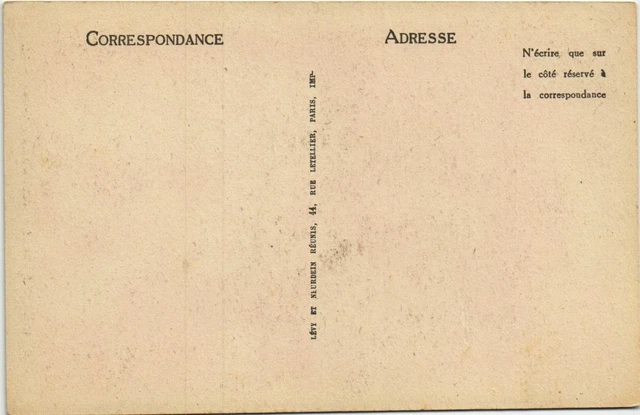 CORRESPONDANCE
ADRESSE
N'écrire que sur
le côté réservé à
la correspondance
LÉVY ET NEURDEIN RÉUNIS, 44, RUE LETELLIER, PARIS, IMP-